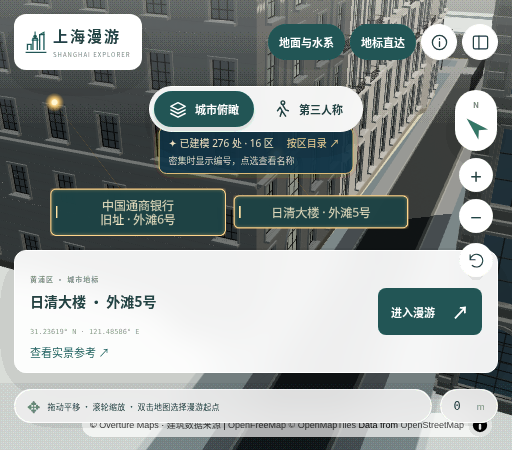 上海漫游
SHANGHAI EXPLORER
地面与水系
地标直达
N
城市俯瞰
第三人称
✦ 已建模 276 处 · 16 区 按区目录 ↗
密集时显示编号，点选查看名称
中国通商银行
旧址 · 外滩6号
日清大楼 · 外滩5号
黄浦区 · 城市地标
日清大楼 · 外滩5号
31.23619° N · 121.48586° E
查看实景参考 ↗
进入漫游 ↗
拖动平移 · 滚轮缩放 · 双击地图选择漫游起点
0 m
© Overture Maps · 建筑数据来源 | OpenFreeMap © OpenMapTiles Data from OpenStreetMap